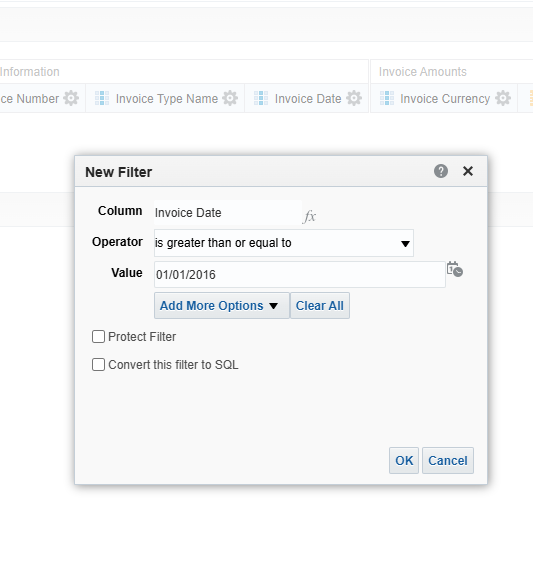 Information
Invoice Amounts
ce Number
Invoice Type Name
Invoice Date
Invoice Currency
New Filter
?
Column Invoice Date fx
Operator is greater than or equal to
Value 01/01/2016
Add More Options Clear All
Protect Filter
Convert this filter to SQL
OK Cancel